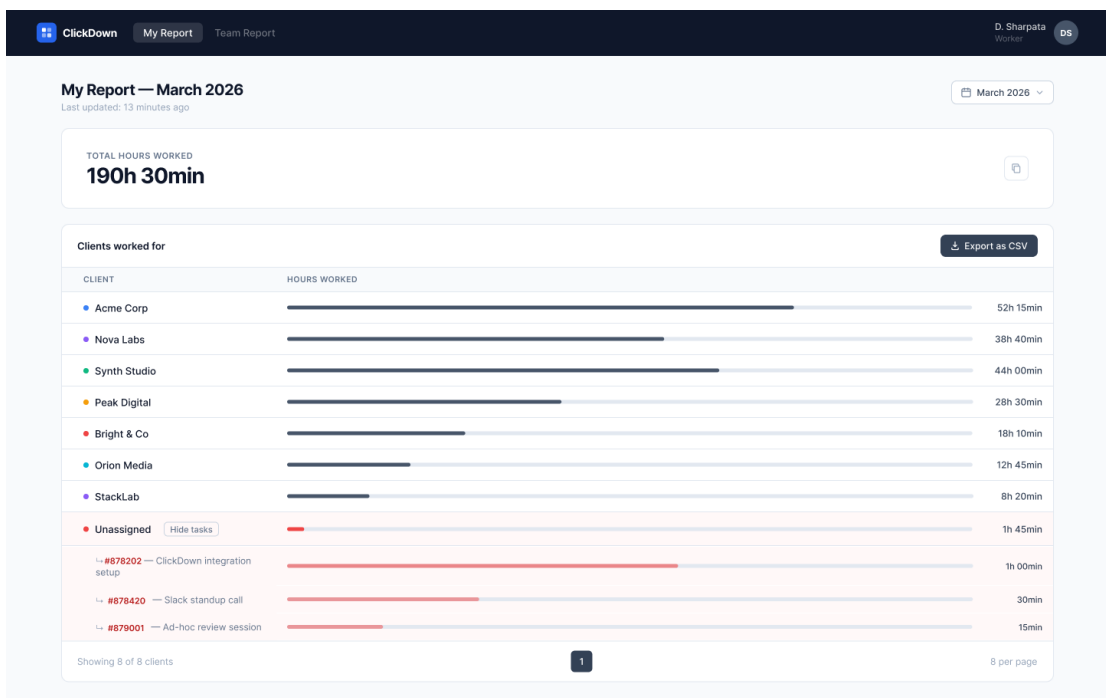 ClickDown
My Report
Team Report
D. Sharpata
Worker
DS
My Report — March 2026
Last updated: 13 minutes ago
March 2026
TOTAL HOURS WORKED
190h 30min
Clients worked for
Export as CSV
CLIENT HOURS WORKED
Acme Corp 52h 15min
Nova Labs 38h 40min
Synth Studio 44h 00min
Peak Digital 28h 30min
Bright & Co 18h 10min
Orion Media 12h 45min
StackLab 8h 20min
Unassigned Hide tasks 1h 45min
↳#878202 — ClickDown integration
setup
1h 00min
↳ #878420 — Slack standup call 30min
↳ #879001 — Ad-hoc review session 15min
Showing 8 of 8 clients 1 8 per page